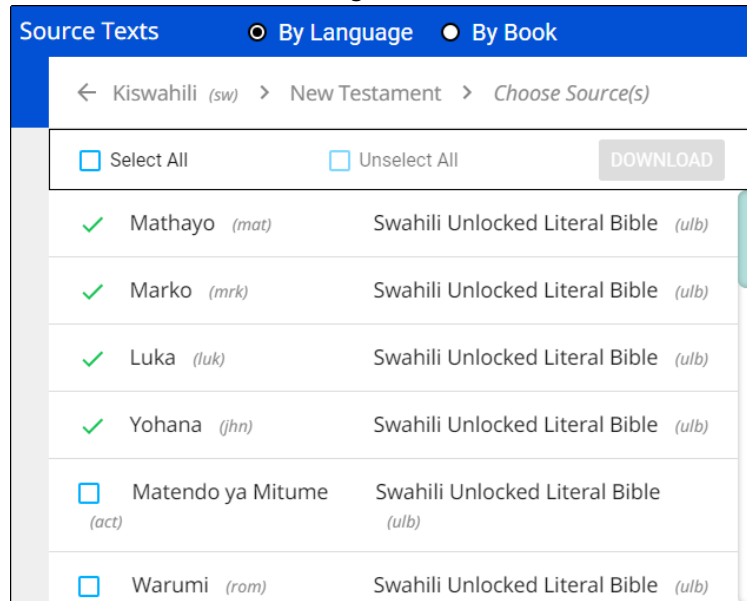 Source Texts By Language By Book
Kiswahili (sw) > New Testament > Choose Source(s)
Select All Unselect All DOWNLOAD
Mathayo (mat) Swahili Unlocked Literal Bible (ulb)
Marko (mrk) Swahili Unlocked Literal Bible (ulb)
Luka (luk) Swahili Unlocked Literal Bible (ulb)
Yohana (jhn) Swahili Unlocked Literal Bible (ulb)
Matendo ya Mitume Swahili Unlocked Literal Bible
(act) (ulb)
Warumi (rom) Swahili Unlocked Literal Bible (ulb)